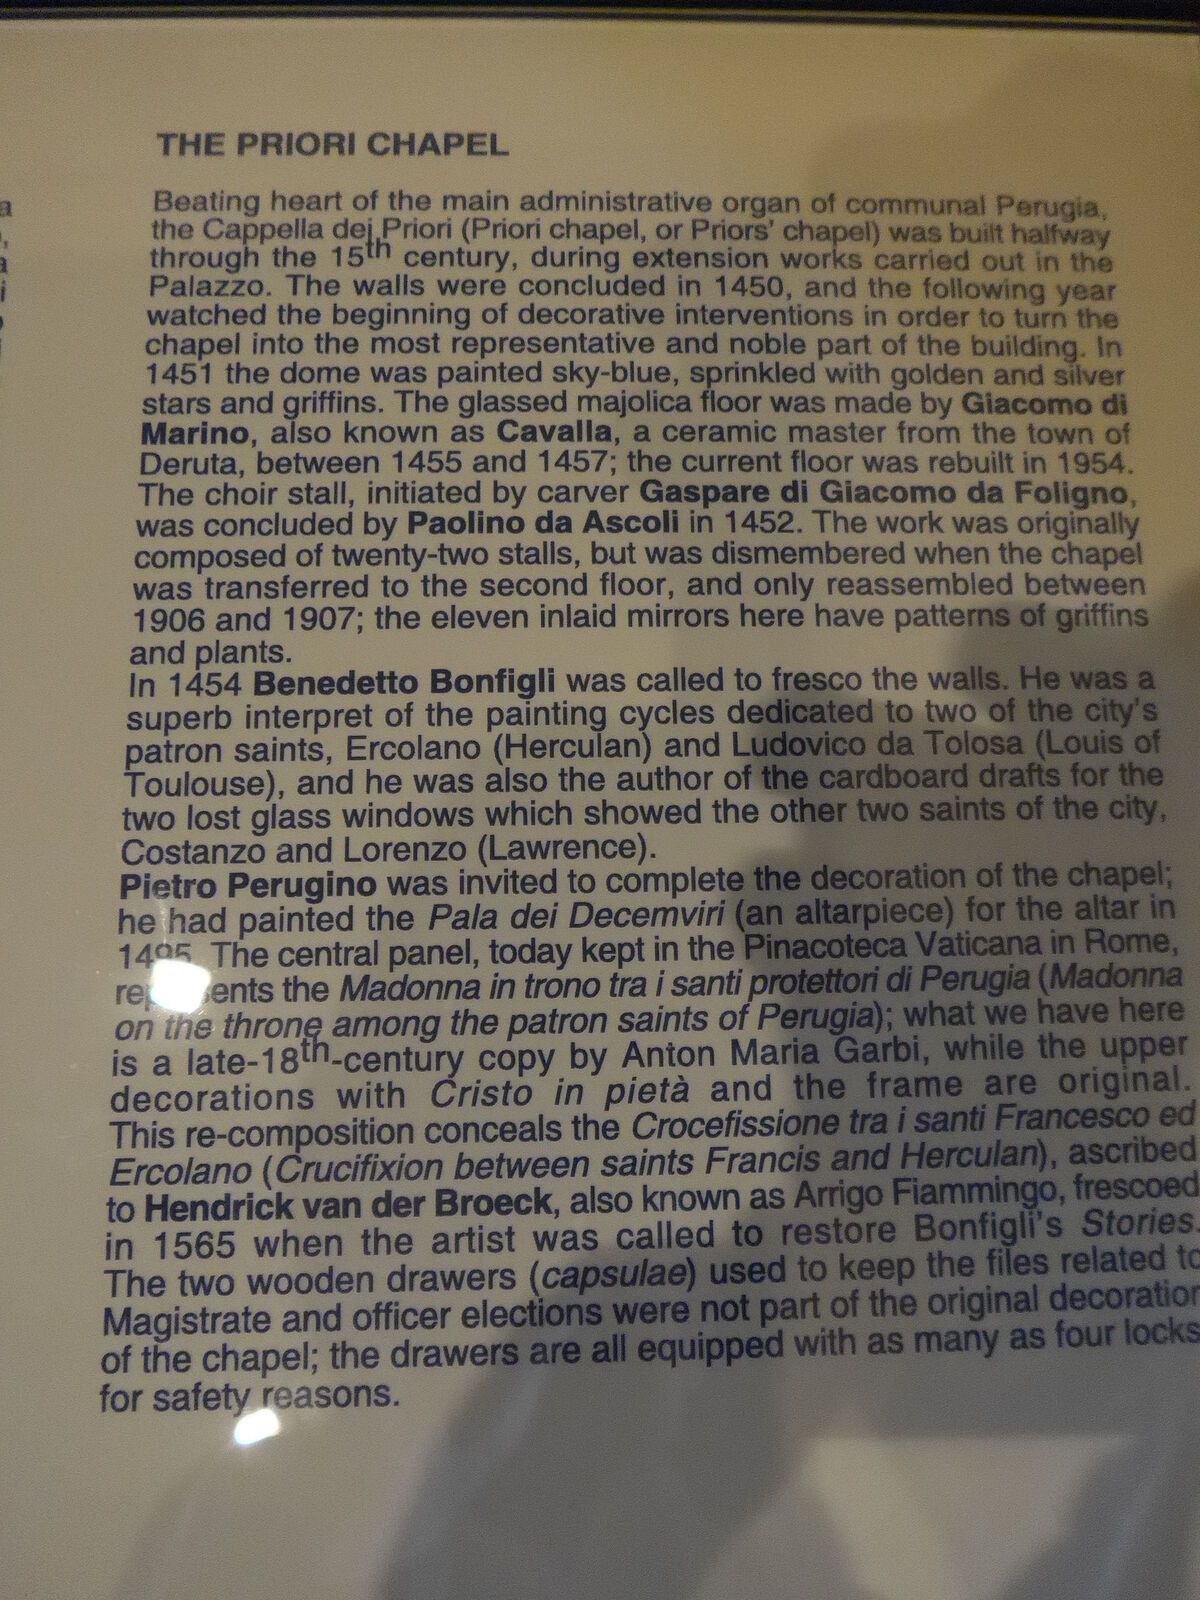 THE PRIORI CHAPEL
Beating heart of the main administrative organ of communal Perugia,
the Cappella dei Priori (Priori chapel, or Priors' chapel) was built halfway
through the 15th century, during extension works carried out in the
Palazzo. The walls were concluded in 1450, and the following year
watched the beginning of decorative interventions in order to turn the
chapel into the most representative and noble part of the building. In
1451 the dome was painted sky-blue, sprinkled with golden and silver
stars and griffins. The glassed majolica floor was made by Giacomo di
Marino, also known as Cavalla, a ceramic master from the town of
Deruta, between 1455 and 1457; the current floor was rebuilt in 1954.
The choir stall, initiated by carver Gaspare di Giacomo da Foligno,
was concluded by Paolino da Ascoli in 1452. The work was originally
composed of twenty-two stalls, but was dismembered when the chapel
was transferred to the second floor, and only reassembled between
1906 and 1907; the eleven inlaid mirrors here have patterns of griffins
and plants.
In 1454 Benedetto Bonfigli was called to fresco the walls. He was a
superb interpret of the painting cycles dedicated to two of the city's
patron saints, Ercolano (Herculan) and Ludovico da Tolosa (Louis of
Toulouse), and he was also the author of the cardboard drafts for the
two lost glass windows which showed the other two saints of the city,
Costanzo and Lorenzo (Lawrence).
Pietro Perugino was invited to complete the decoration of the chapel;
he had painted the Pala dei Decemviri (an altarpiece) for the altar in
1495. The central panel, today kept in the Pinacoteca Vaticana in Rome,
represents the Madonna in trono tra i santi protettori di Perugia (Madonna
on the throne among the patron saints of Perugia); what we have here
is a late-18th-century copy by Anton Maria Garbi, while the upper
decorations with Cristo in pietà and the frame are original.
This re-composition conceals the Crocefissione tra i santi Francesco ed
Ercolano (Crucifixion between saints Francis and Herculan), ascribed
to Hendrick van der Broeck, also known as Arrigo Fiammingo, frescoed
in 1565 when the artist was called to restore Bonfigli's Stories.
The two wooden drawers (capsulae) used to keep the files related to
Magistrate and officer elections were not part of the original decoration
of the chapel; the drawers are all equipped with as many as four locks
for safety reasons.